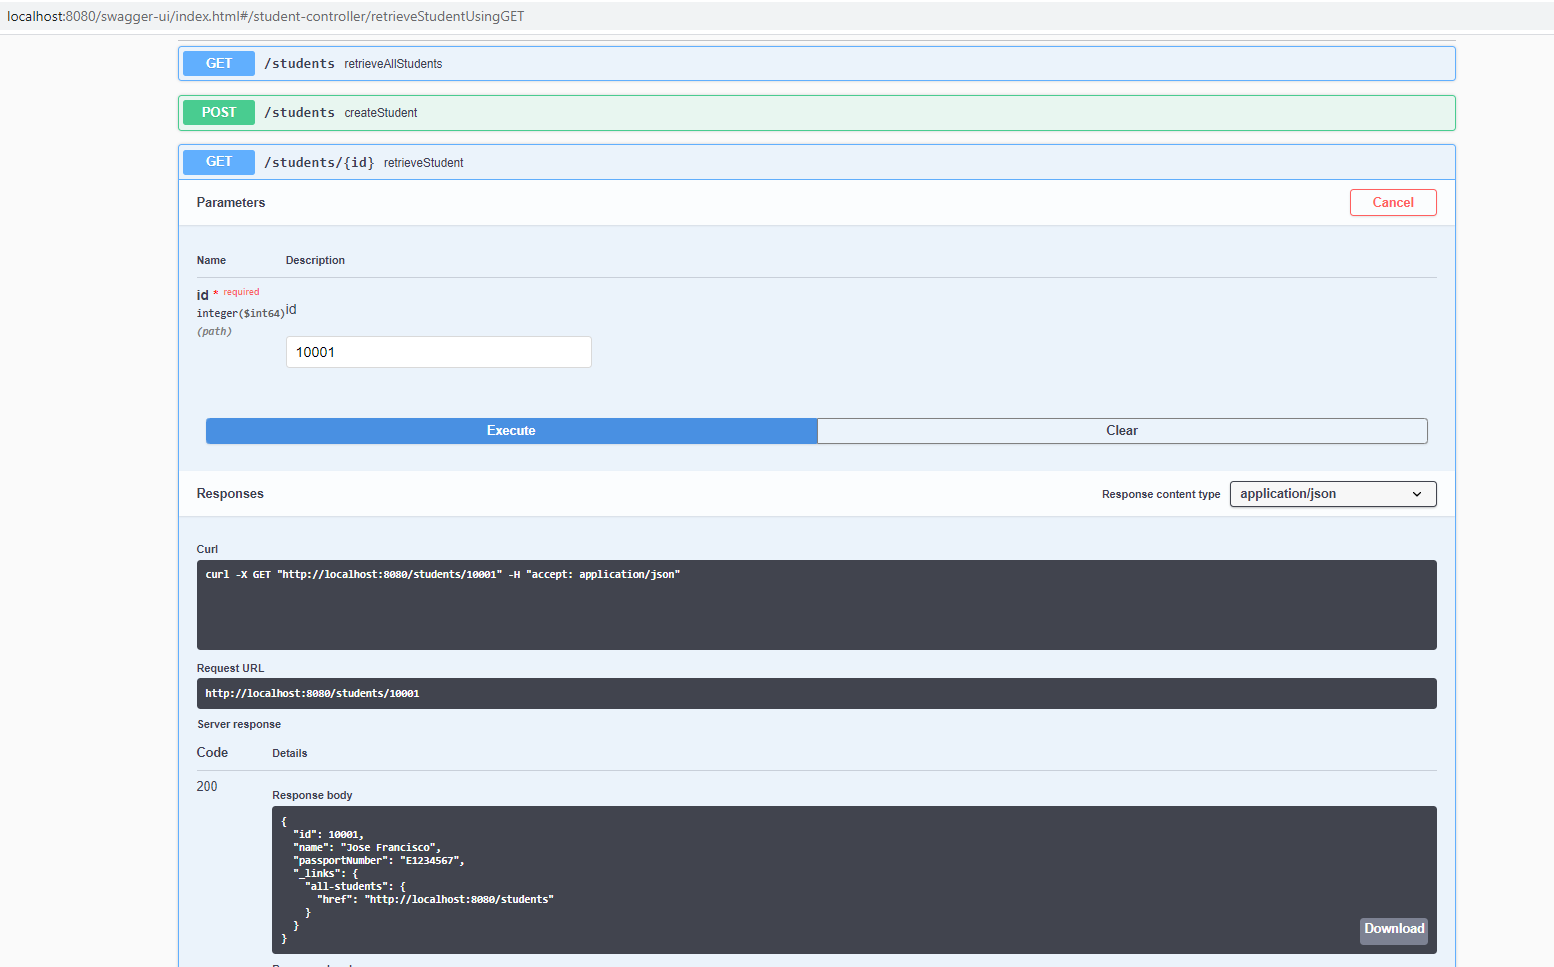 localhost:8080/swagger-ui/index.html#/student-controller/retrieveStudentUsingGET
GET /students retrieveAllStudents
POST /students createStudent
GET /students/{id} retrieveStudent
Parameters Cancel
Name Description
id * required
integer($int64) id
(path)
10001
Execute Clear
Responses Response content type application/json
Curl
curl -X GET "http://localhost:8080/students/10001" -H "accept: application/json"
Request URL
http://localhost:8080/students/10001
Server response
Code Details
200
Response body
{
  "id": 10001,
  "name": "Jose Francisco",
  "passportNumber": "E1234567",
  "_links": {
    "all-students": {
      "href": "http://localhost:8080/students"
    }
  }
}
Download